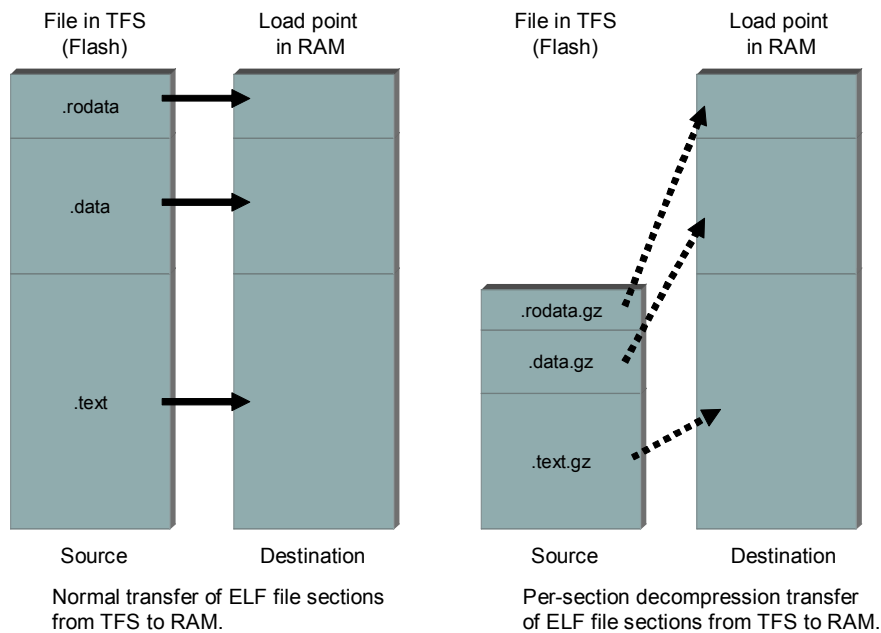 File in TFS
(Flash)
Load point
in RAM
.rodata
.data
.text
Source
Destination
Normal transfer of ELF file sections
from TFS to RAM.
File in TFS
(Flash)
Load point
in RAM
.rodata.gz
.data.gz
.text.gz
Source
Destination
Per-section decompression transfer
of ELF file sections from TFS to RAM.